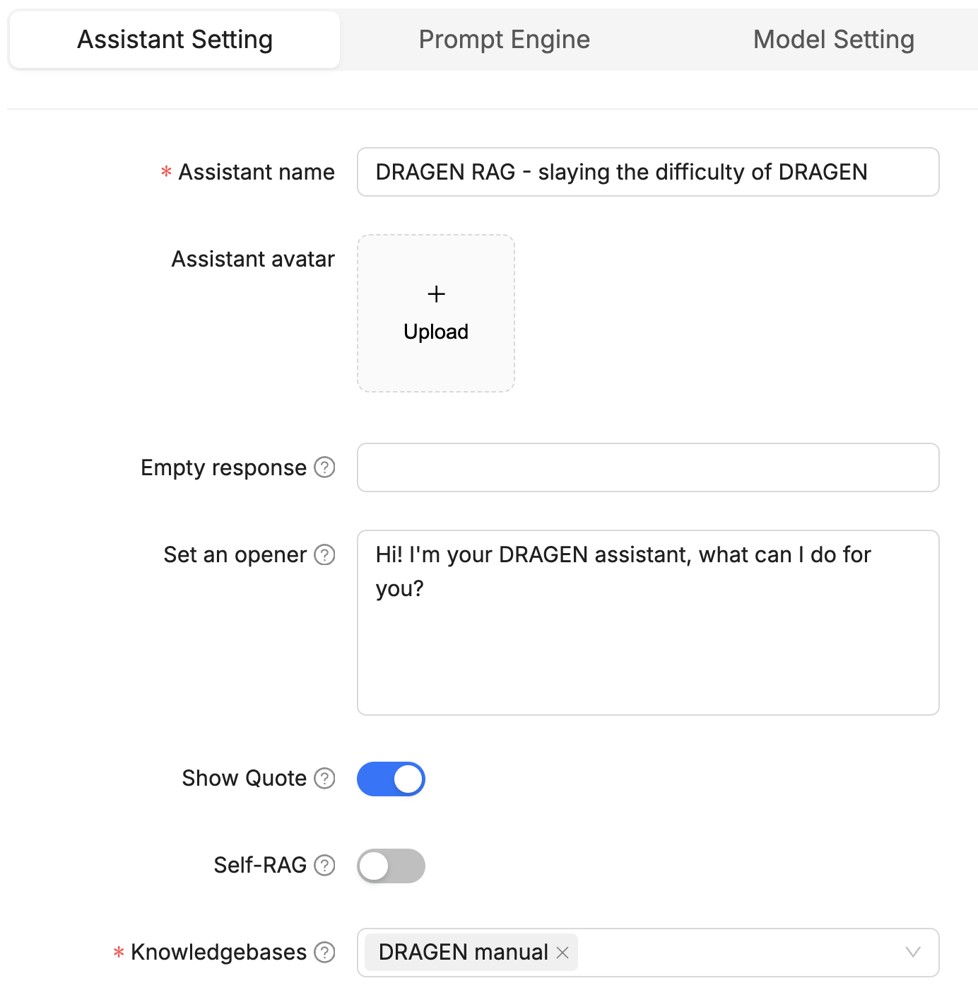 Assistant Setting
Prompt Engine
Model Setting
* Assistant name
DRAGEN RAG - slaying the difficulty of DRAGEN
Assistant avatar
+
Upload
Empty response ?
Set an opener ?
Hi! I'm your DRAGEN assistant, what can I do for
you?
Show Quote ?
Self-RAG ?
* Knowledgebases ?
DRAGEN manual ×